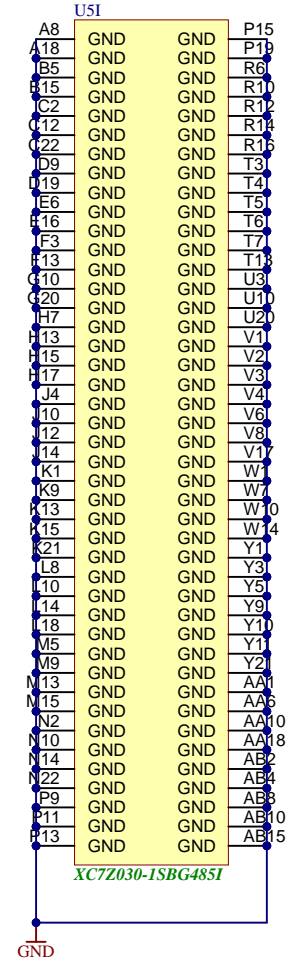 U5I
A8 GND GND P15
A18 GND GND P19
B5 GND GND R6
B15 GND GND R10
C2 GND GND R12
C12 GND GND R14
C22 GND GND R16
D9 GND GND T3
D19 GND GND T4
E6 GND GND T5
E16 GND GND T6
F3 GND GND T7
F13 GND GND T13
G10 GND GND U3
G20 GND GND U10
H7 GND GND U20
H13 GND GND V1
H15 GND GND V2
H17 GND GND V3
J4 GND GND V4
J10 GND GND V6
J12 GND GND V8
J14 GND GND V17
K1 GND GND W1
K9 GND GND W7
K13 GND GND W10
K15 GND GND W14
K21 GND GND Y1
L8 GND GND Y3
L10 GND GND Y5
L14 GND GND Y9
L18 GND GND Y10
M5 GND GND Y11
M9 GND GND Y21
M13 GND GND AA1
M15 GND GND AA6
N2 GND GND AA10
N10 GND GND AA18
N14 GND GND AB2
N22 GND GND AB4
P9 GND GND AB8
P11 GND GND AB10
P13 GND GND AB15
XC7Z030-1SBG485I
GND